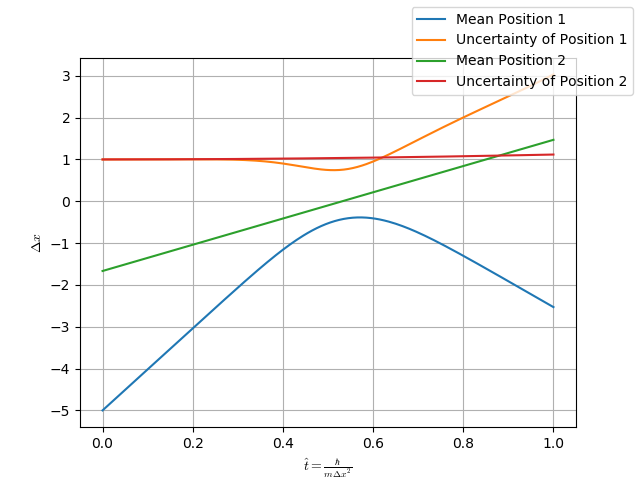 Mean Position 1
Uncertainty of Position 1
Mean Position 2
Uncertainty of Position 2
3
2
1
0
−1
−2
−3
−4
−5
Δx
0.0 0.2 0.4 0.6 0.8 1.0
t̂ = ℏ / mΔx²